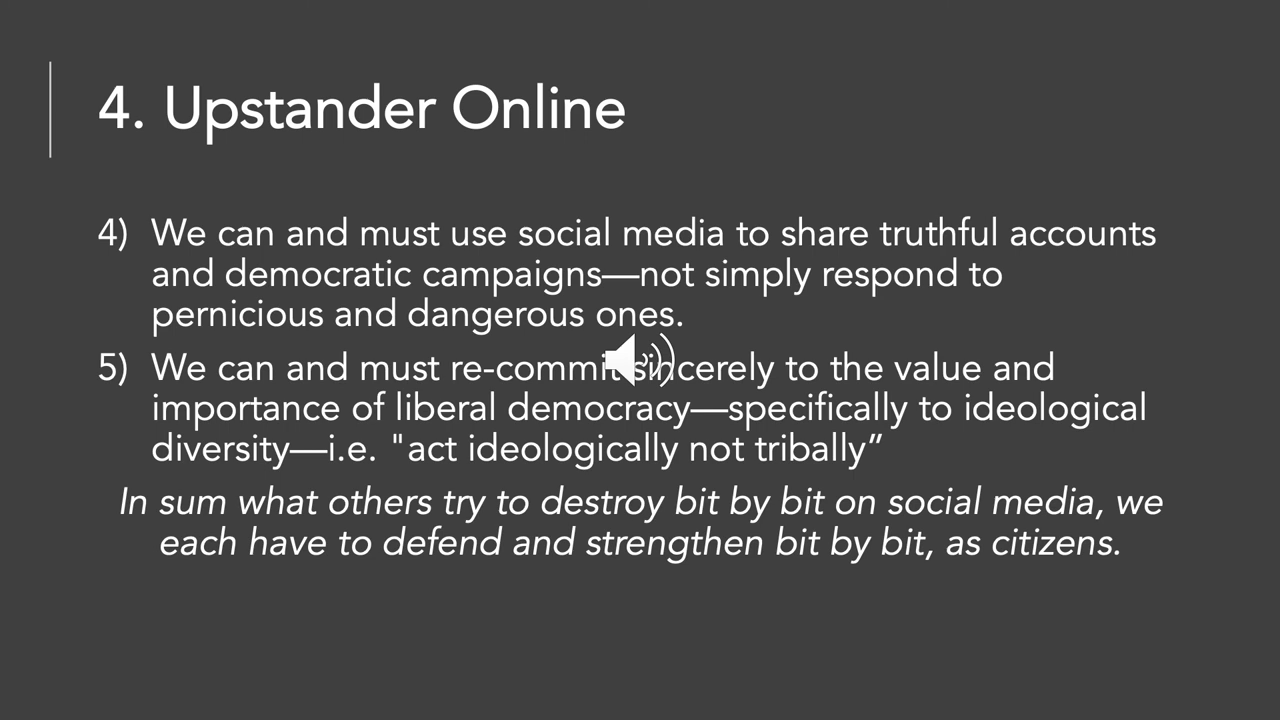 4. Upstander Online
4) We can and must use social media to share truthful accounts
and democratic campaigns—not simply respond to
pernicious and dangerous ones.
5) We can and must re-commit sincerely to the value and
importance of liberal democracy—specifically to ideological
diversity—i.e. "act ideologically not tribally”
In sum what others try to destroy bit by bit on social media, we
each have to defend and strengthen bit by bit, as citizens.